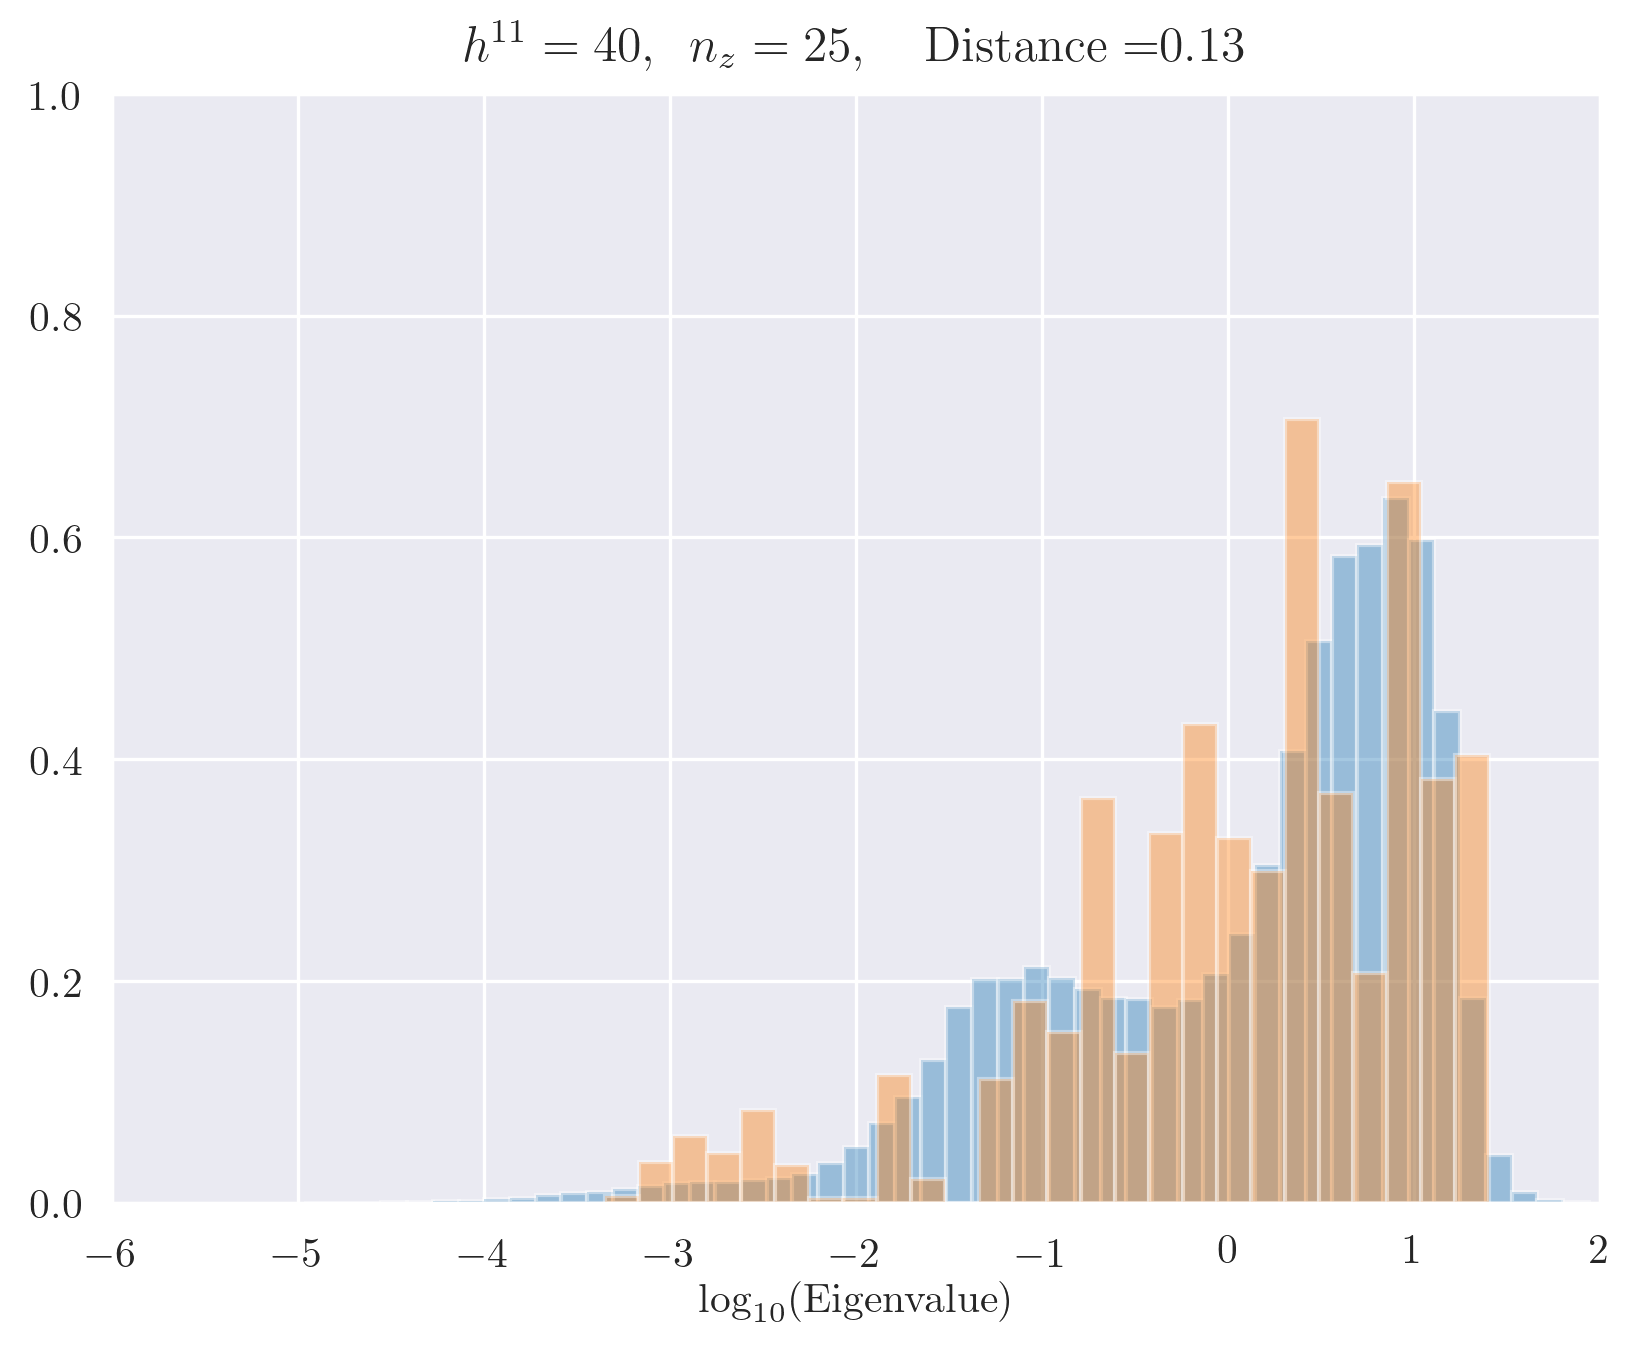 h^{11} = 40, n_z = 25, Distance =0.13
1.0
0.8
0.6
0.4
0.2
0.0
−6 −5 −4 −3 −2 −1 0 1 2
log_{10}(Eigenvalue)